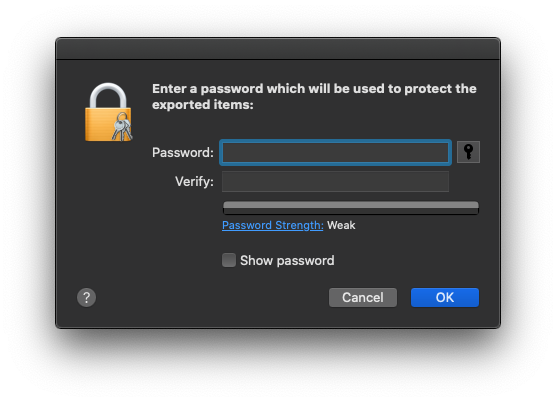 Enter a password which will be used to protect the
exported items:
Password:
Verify:
Password Strength: Weak
Show password
? Cancel OK